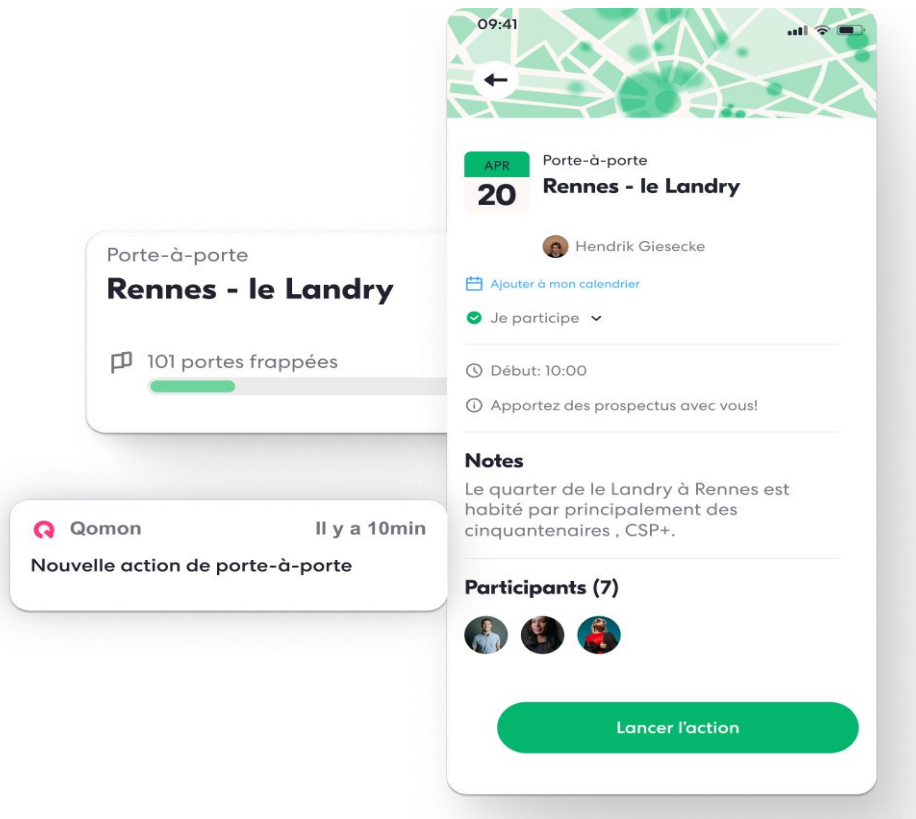 Porte-à-porte
Rennes - le Landry
101 portes frappées
Qomon
Il y a 10min
Nouvelle action de porte-à-porte
09:41
APR
20
Porte-à-porte
Rennes - le Landry
Hendrik Giesecke
Ajouter à mon calendrier
Je participe
Début: 10:00
Apportez des prospectus avec vous!
Notes
Le quartier de le Landry à Rennes est
habité par principalement des
cinquantenaires , CSP+.
Participants (7)
Lancer l'action